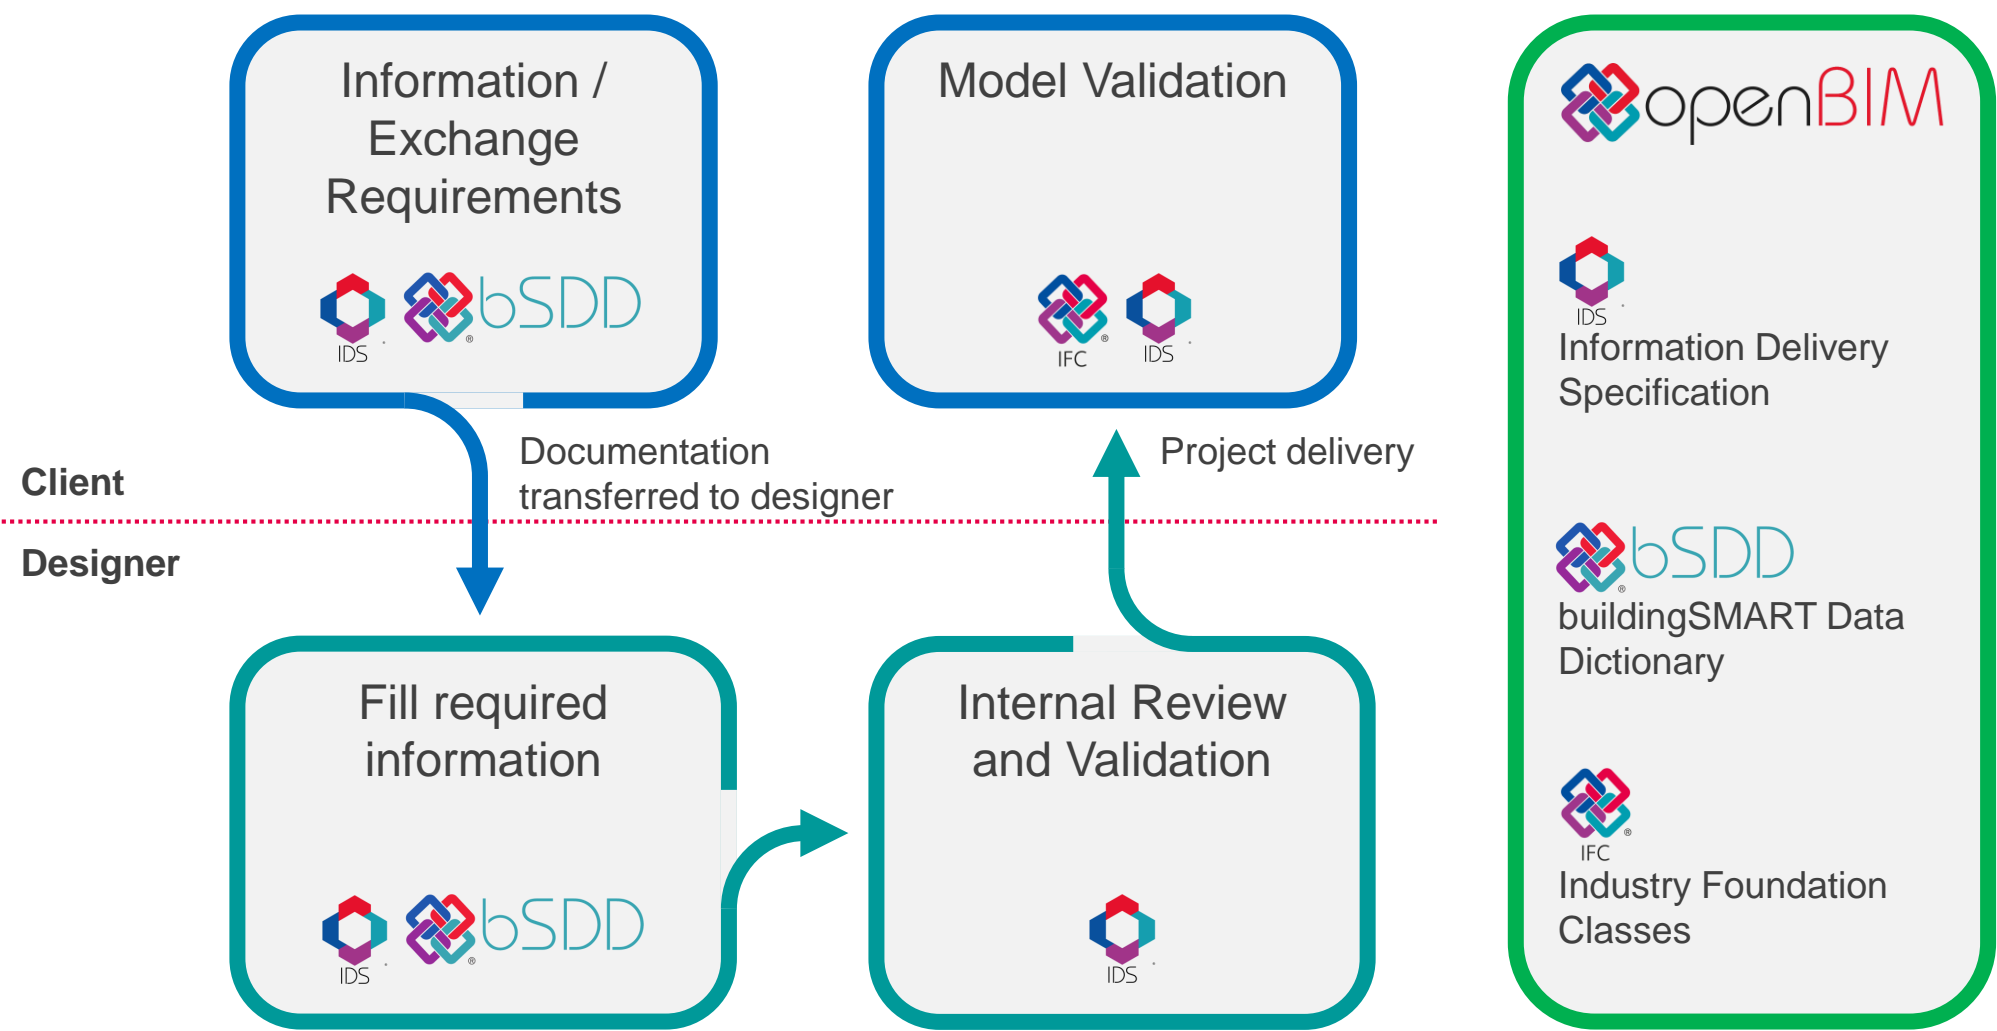 Information /
Exchange
Requirements
IDS
bSDD
®
Model Validation
IFC
®
IDS
Documentation
transferred to designer
Project delivery
Client
Designer
Fill required
information
IDS
bSDD
®
Internal Review
and Validation
IDS
openBIM
IDS
Information Delivery
Specification
bSDD
®
buildingSMART Data
Dictionary
IFC
®
Industry Foundation
Classes